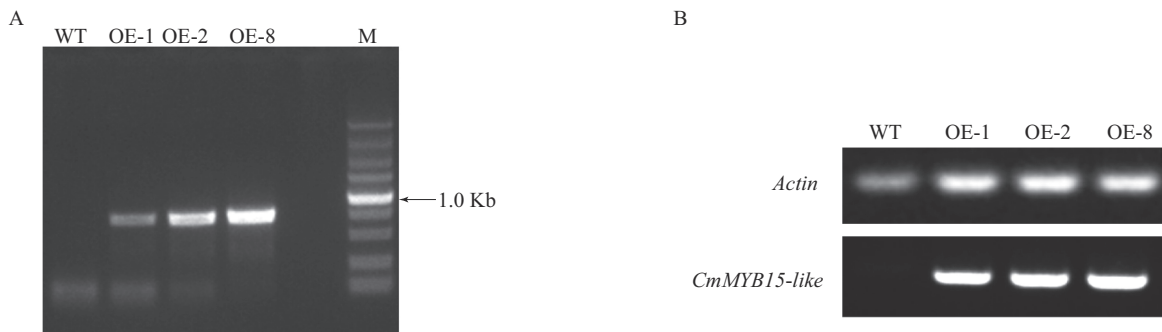 A
WT OE-1 OE-2 OE-8 M
1.0 Kb
B
WT OE-1 OE-2 OE-8
Actin
CmMYB15-like